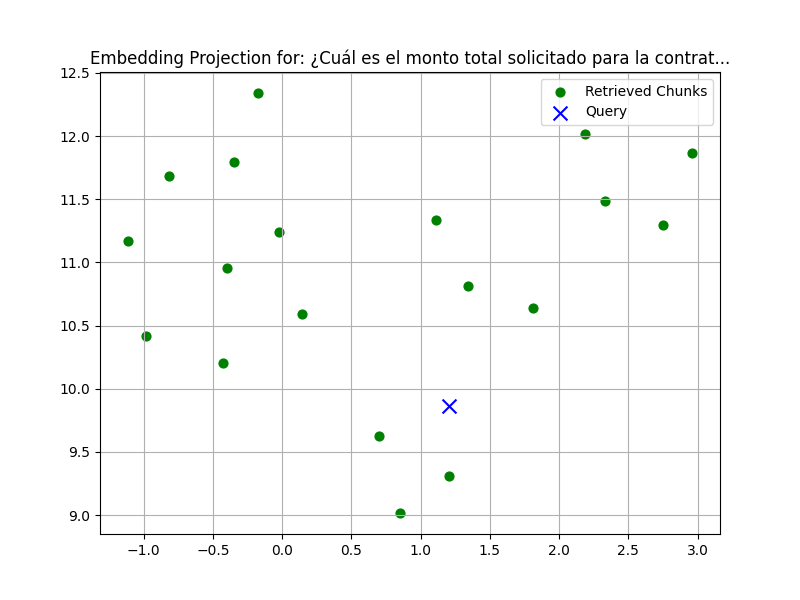 Embedding Projection for: ¿Cuál es el monto total solicitado para la contrat...
Retrieved Chunks
Query
12.5
12.0
11.5
11.0
10.5
10.0
9.5
9.0
−1.0 −0.5 0.0 0.5 1.0 1.5 2.0 2.5 3.0